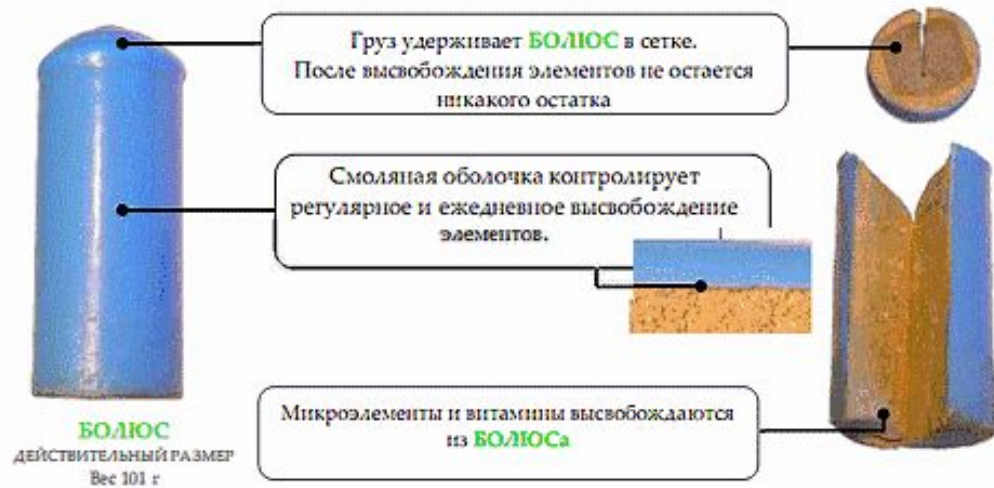 Груз удерживает БОЛЮС в сетке.
После высвобождения элементов не остается
никакого остатка
Смоляная оболочка контролирует
регулярное и ежедневное высвобождение
элементов.
Микроэлементы и витамины высвобождаются
из БОЛЮСа
БОЛЮС
ДЕЙСТВИТЕЛЬНЫЙ РАЗМЕР
Вес 101 г